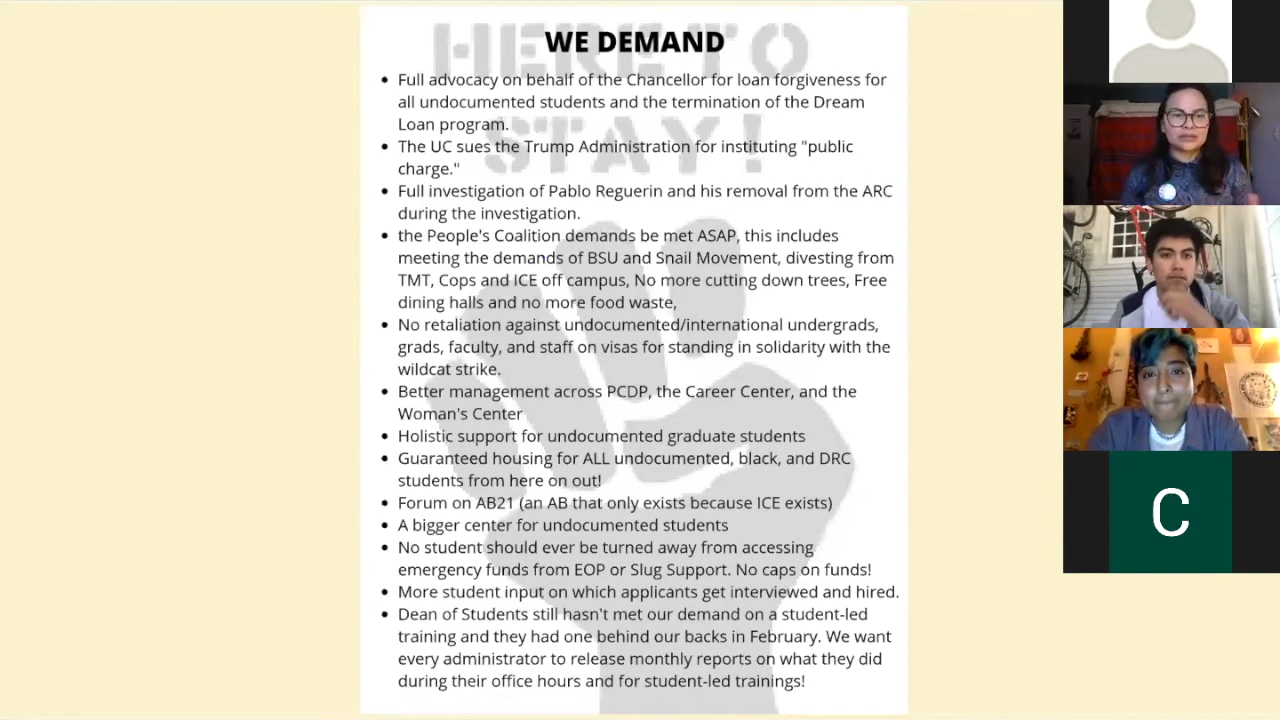 HERE TO
STAY!
WE DEMAND
Full advocacy on behalf of the Chancellor for loan forgiveness for
all undocumented students and the termination of the Dream
Loan program.
The UC sues the Trump Administration for instituting "public
charge."
Full investigation of Pablo Reguerin and his removal from the ARC
during the investigation.
the People's Coalition demands be met ASAP, this includes
meeting the demands of BSU and Snail Movement, divesting from
TMT, Cops and ICE off campus, No more cutting down trees, Free
dining halls and no more food waste,
No retaliation against undocumented/international undergrads,
grads, faculty, and staff on visas for standing in solidarity with the
wildcat strike.
Better management across PCDP, the Career Center, and the
Woman's Center
Holistic support for undocumented graduate students
Guaranteed housing for ALL undocumented, black, and DRC
students from here on out!
Forum on AB21 (an AB that only exists because ICE exists)
A bigger center for undocumented students
No student should ever be turned away from accessing
emergency funds from EOP or Slug Support. No caps on funds!
More student input on which applicants get interviewed and hired.
Dean of Students still hasn't met our demand on a student-led
training and they had one behind our backs in February. We want
every administrator to release monthly reports on what they did
during their office hours and for student-led trainings!
C